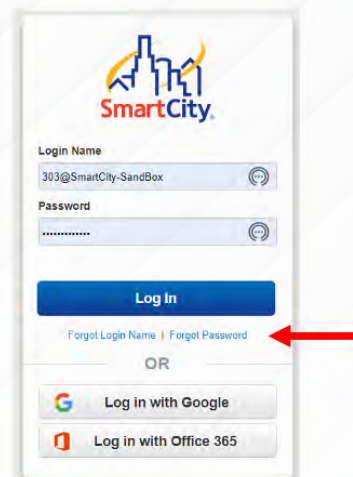 SmartCity.
Login Name
303@SmartCity-SandBox
Password
.............
Log In
Forgot Login Name | Forgot Password
OR
Log in with Google
Log in with Office 365